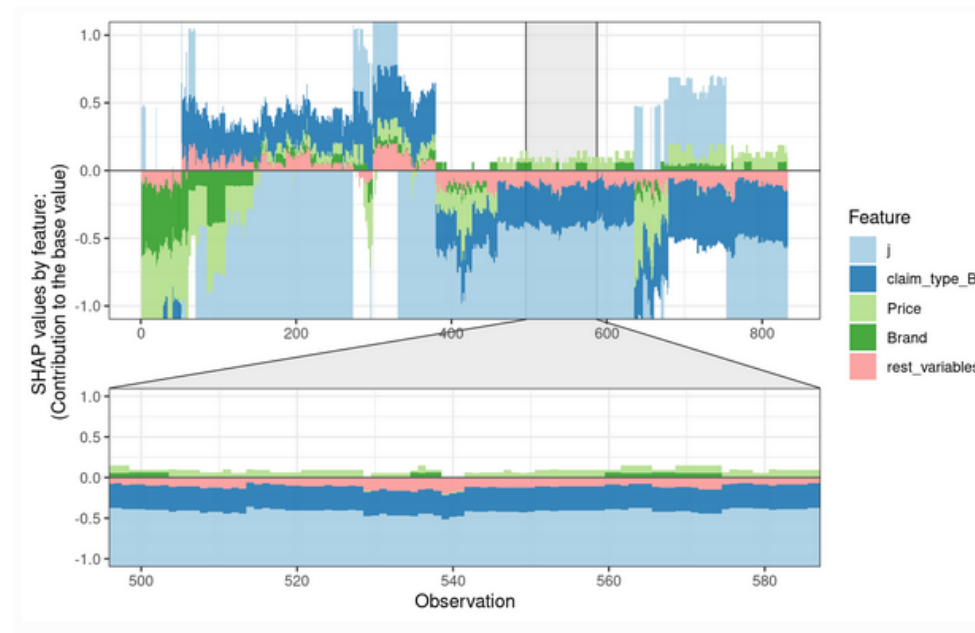 SHAP values by feature:
(Contribution to the base value)
1.0
0.5
0.0
-0.5
-1.0
0
200
400
600
800
1.0
0.5
0.0
-0.5
-1.0
500
520
540
560
580
Observation
Feature
j
claim_type_B
Price
Brand
rest_variables